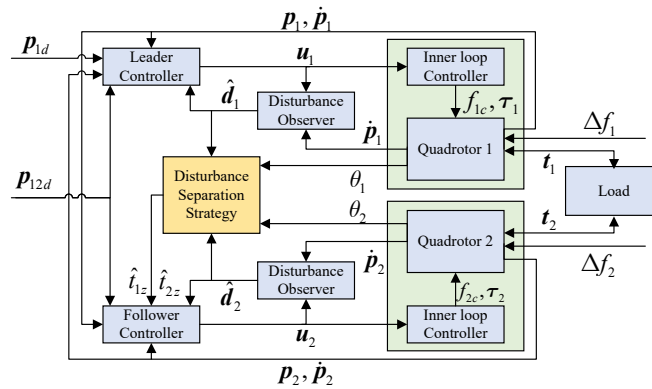 𝒑₁, 𝒑̇₁
𝒑₁d
Leader
Controller
𝒖₁
Inner loop
Controller
𝒅̂₁
Disturbance
Observer
f₁c, 𝝉₁
𝒑̇₁
Quadrotor 1
Δf₁
𝒕₁
𝒑₁₂d
Disturbance
Separation
Strategy
θ₁
θ₂
Load
𝒕₂
Quadrotor 2
Δf₂
t̂₁z t̂₂z
𝒑̇₂
Disturbance
Observer
𝒅̂₂
f₂c, 𝝉₂
Follower
Controller
𝒖₂
Inner loop
Controller
𝒑₂, 𝒑̇₂